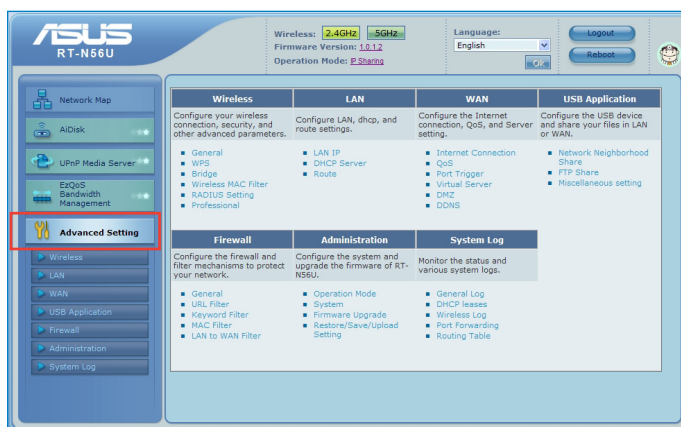 ASUS
RT-N56U
Wireless: 2.4GHz 5GHz
Firmware Version: 1.0.1.2
Operation Mode: IP Sharing
Language:
English
Ok
Logout
Reboot
Network Map
AiDisk
UPnP Media Server
EzQoS
Bandwidth
Management
Advanced Setting
Wireless
LAN
WAN
USB Application
Firewall
Administration
System Log
Wireless
Configure your wireless
connection, security, and
other advanced parameters.
General
WPS
Bridge
Wireless MAC Filter
RADIUS Setting
Professional
LAN
Configure LAN, dhcp, and
route settings.
LAN IP
DHCP Server
Route
WAN
Configure the Internet
connection, QoS, and Server
setting.
Internet Connection
QoS
Port Trigger
Virtual Server
DMZ
DDNS
USB Application
Configure the USB device
and share your files in LAN
or WAN.
Network Neighborhood
Share
FTP Share
Miscellaneous setting
Firewall
Configure the firewall and
filter mechanisms to protect
your network.
General
URL Filter
Keyword Filter
MAC Filter
LAN to WAN Filter
Administration
Configure the system and
upgrade the firmware of RT-
N56U.
Operation Mode
System
Firmware Upgrade
Restore/Save/Upload
Setting
System Log
Monitor the status and
various system logs.
General Log
DHCP leases
Wireless Log
Port Forwarding
Routing Table